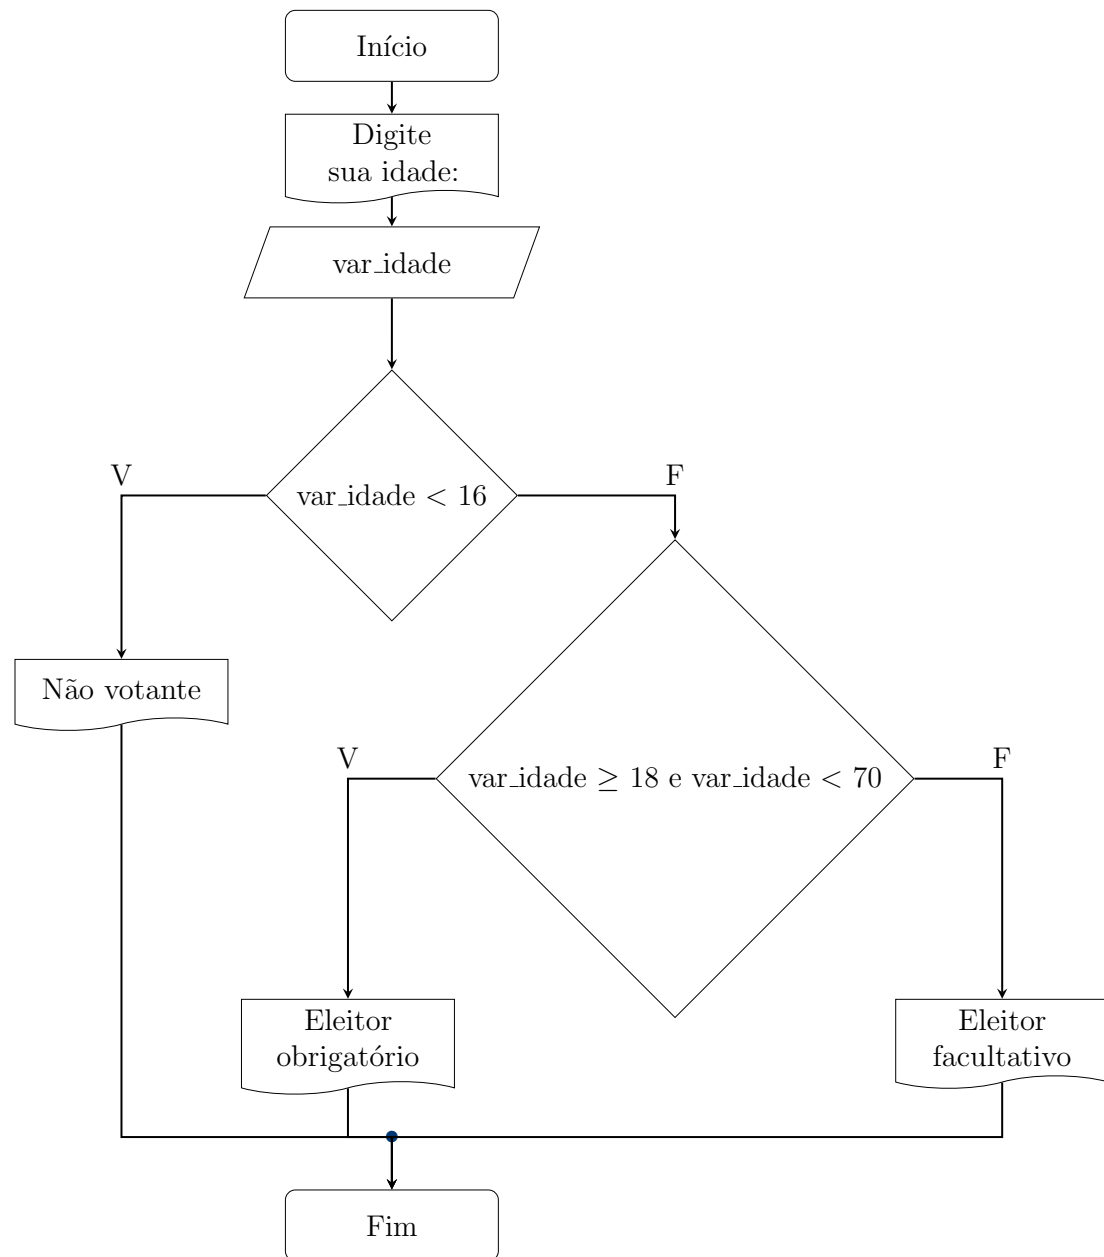 Início
Digite
sua idade:
var_idade
V
F
var_idade < 16
Não votante
V
F
var_idade ≥ 18 e var_idade < 70
Eleitor
obrigatório
Eleitor
facultativo
Fim